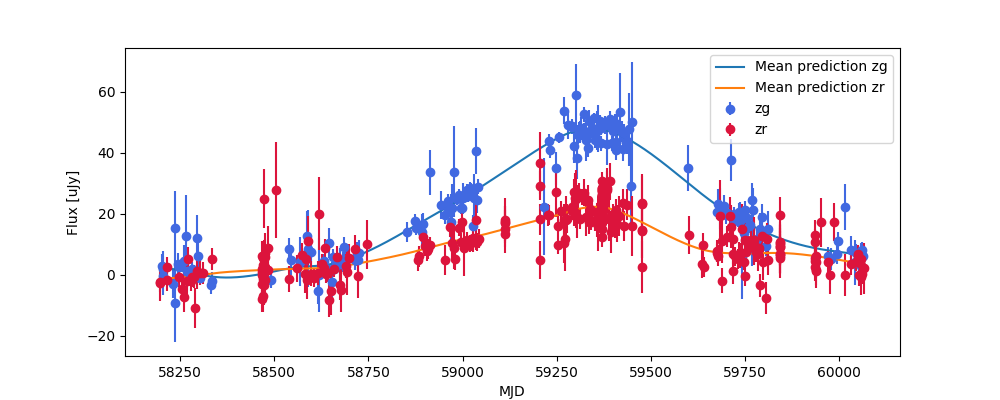 Mean prediction zg
Mean prediction zr
zg
zr
60
40
20
0
−20
Flux [uJy]
58250 58500 58750 59000 59250 59500 59750 60000
MJD